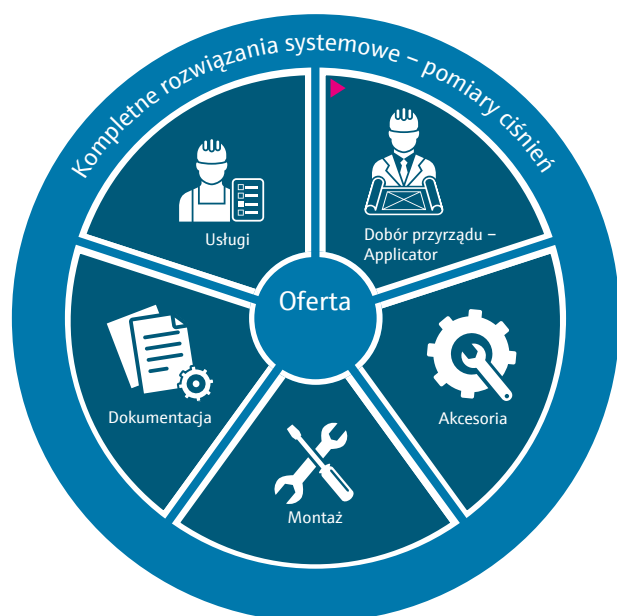 Kompletne rozwiązania systemowe – pomiary ciśnień
Usługi
Dobór przyrządu –
Applicator
Oferta
Dokumentacja
Akcesoria
Montaż